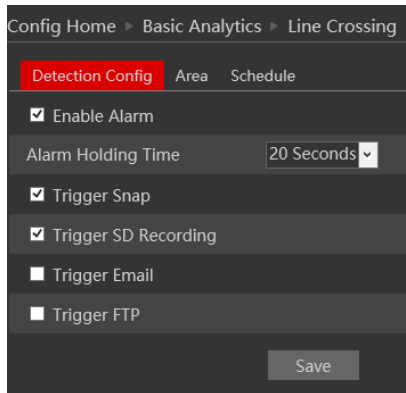 Config Home ▶ Basic Analytics ▶ Line Crossing
Detection Config Area Schedule
Enable Alarm
Alarm Holding Time 20 Seconds
Trigger Snap
Trigger SD Recording
Trigger Email
Trigger FTP
Save